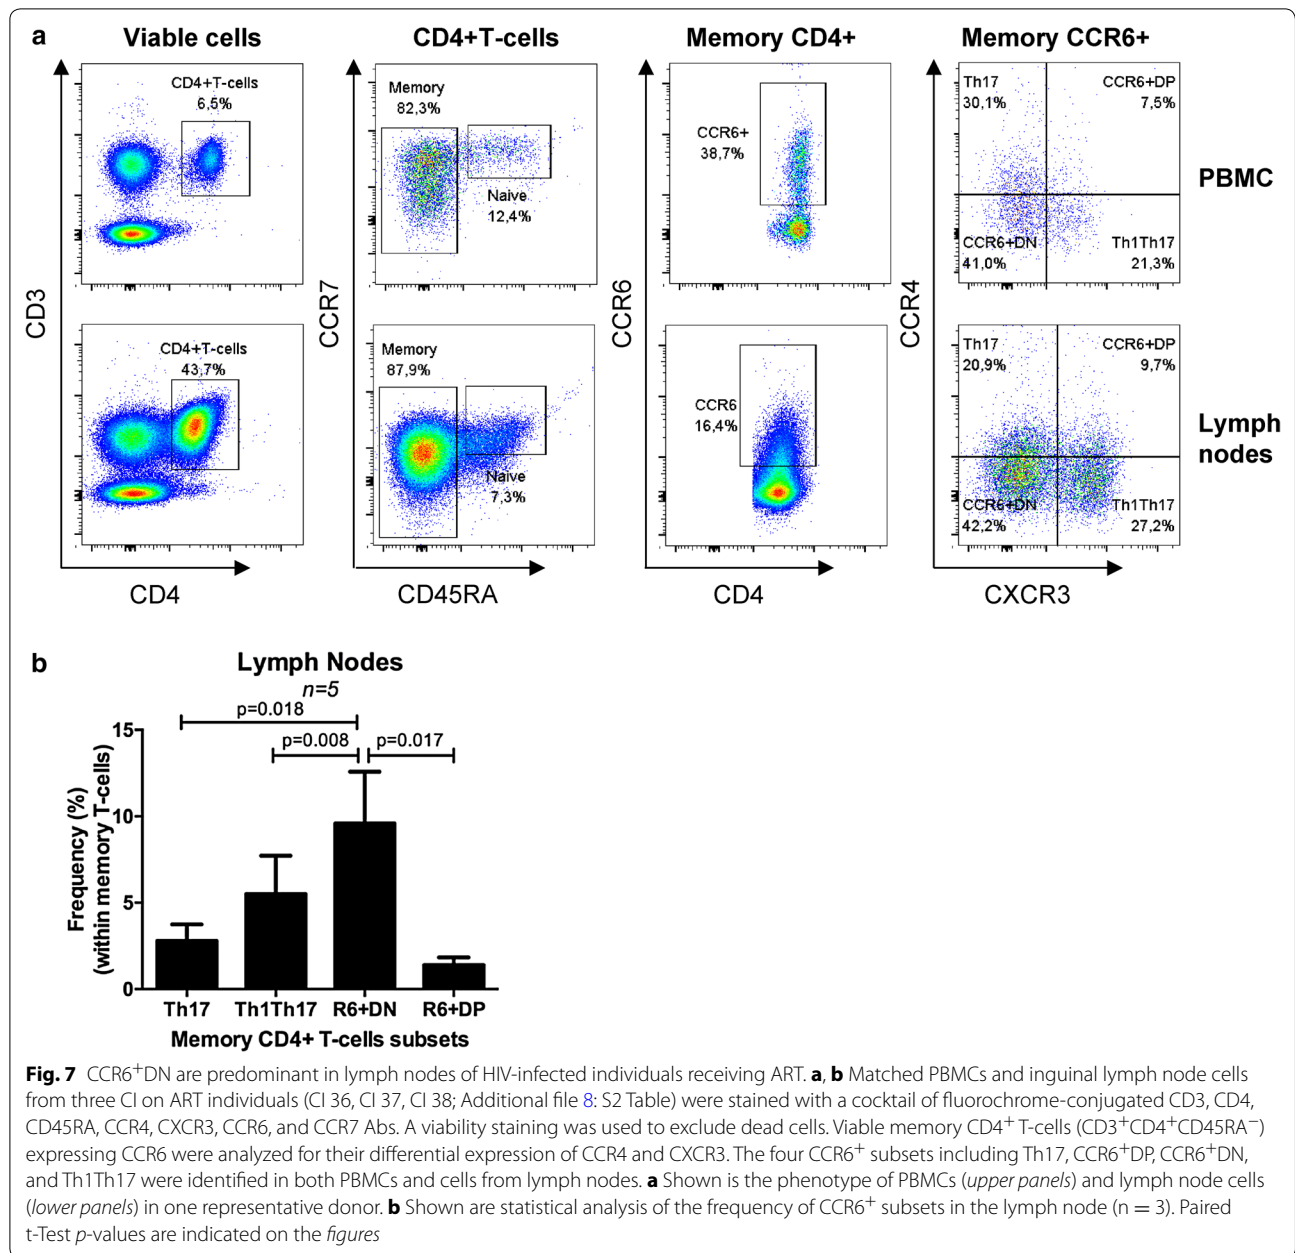 a
Viable cells
CD4+T-cells
Memory CD4+
Memory CCR6+
CD4+T-cells
6,5%
Memory
82,3%
Naive
12,4%
CCR6+
38,7%
Th17
30,1%
CCR6+DP
7,5%
CCR6+DN
41,0%
Th1Th17
21,3%
PBMC
CD3
CCR7
CCR6
CCR4
CD4+T-cells
43,7%
Memory
87,9%
Naive
7,3%
CCR6
16,4%
Th17
20,9%
CCR6+DP
9,7%
CCR6+DN
42,2%
Th1Th17
27,2%
Lymph
nodes
CD4
CD45RA
CD4
CXCR3
b
Lymph Nodes
n=5
p=0.018
p=0.008
p=0.017
15
10
5
0
Frequency (%)
(within memory T-cells)
Th17 Th1Th17 R6+DN R6+DP
Memory CD4+ T-cells subsets
Fig. 7 CCR6⁺DN are predominant in lymph nodes of HIV-infected individuals receiving ART. a, b Matched PBMCs and inguinal lymph node cells
from three CI on ART individuals (CI 36, CI 37, CI 38; Additional file 8: S2 Table) were stained with a cocktail of fluorochrome-conjugated CD3, CD4,
CD45RA, CCR4, CXCR3, CCR6, and CCR7 Abs. A viability staining was used to exclude dead cells. Viable memory CD4⁺ T-cells (CD3⁺CD4⁺CD45RA⁻)
expressing CCR6 were analyzed for their differential expression of CCR4 and CXCR3. The four CCR6⁺ subsets including Th17, CCR6⁺DP, CCR6⁺DN,
and Th1Th17 were identified in both PBMCs and cells from lymph nodes. a Shown is the phenotype of PBMCs (upper panels) and lymph node cells
(lower panels) in one representative donor. b Shown are statistical analysis of the frequency of CCR6⁺ subsets in the lymph node (n = 3). Paired
t-Test p-values are indicated on the figures